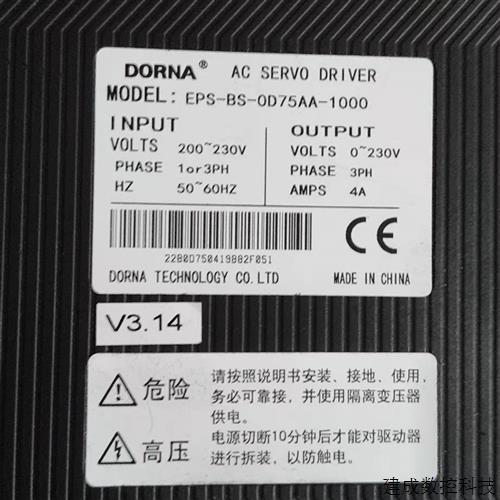 DORNA® AC SERVO DRIVER
MODEL: EPS-BS-0D75AA-1000
INPUT
VOLTS 200~230V
PHASE 1or3PH
HZ 50~60HZ
OUTPUT
VOLTS 0~230V
PHASE 3PH
AMPS 4A
22B0D750419B82F051
CE
DORNA TECHNOLOGY CO.LTD MADE IN CHINA
V3.14
危险
高压
请按照说明书安装、接地、使用,
务必可靠接,并使用隔离变压器
供电。
电源切断10分钟后才能对驱动器
进行拆装,以防触电。
建成数控科技